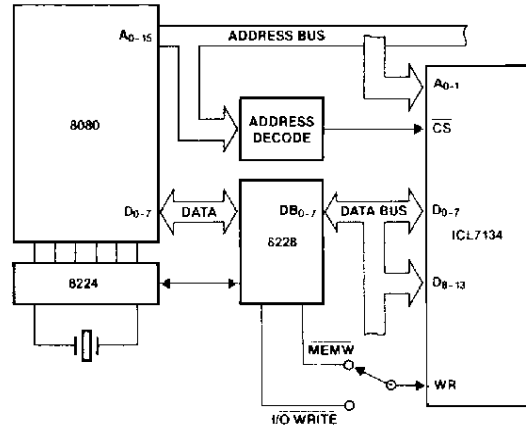 A0-15
ADDRESS BUS
A0-1
8080
ADDRESS
DECODE
CS
D0-7
DATA
DB0-7
DATA BUS
D0-7
8228
ICL7134
8224
D8-13
MEMW
WR
I/O WRITE